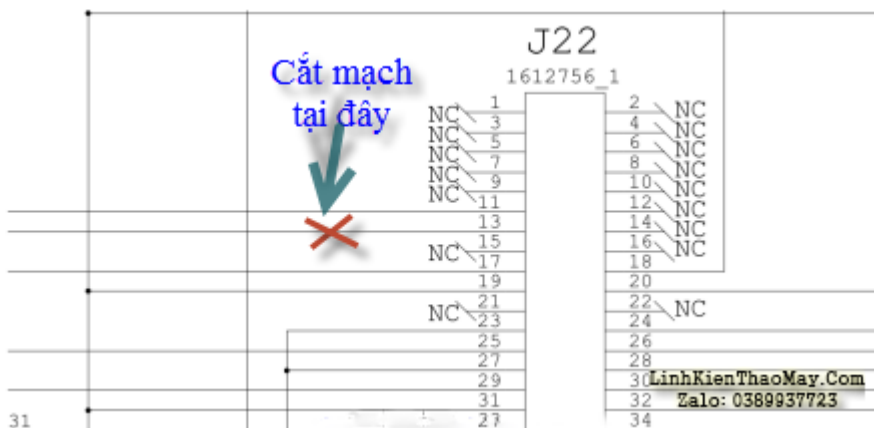 J22
1612756_1
Cắt mạch
tại đây
NC 1 2 NC
NC 3 4 NC
NC 5 6 NC
NC 7 8 NC
NC 9 10 NC
11 12 NC
13 14 NC
NC 15 16 NC
17 18
19 20
NC 21 22 NC
23 24
25 26
27 28
29 30
31 32
31 34
LinhKienThaoMay.Com
Zalo: 0389937723